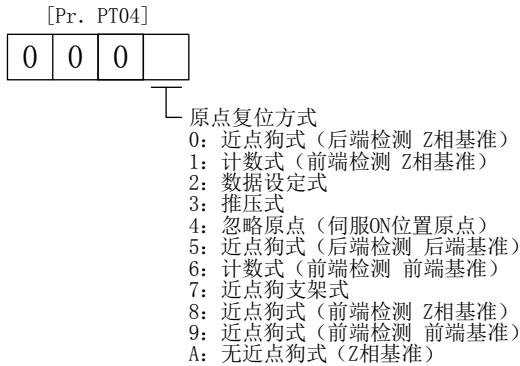 [Pr. PT04]
0 0 0
原点复位方式
0: 近点狗式（后端检测 Z相基准）
1: 计数式（前端检测 Z相基准）
2: 数据设定式
3: 推压式
4: 忽略原点（伺服ON位置原点）
5: 近点狗式（后端检测 后端基准）
6: 计数式（前端检测 前端基准）
7: 近点狗支架式
8: 近点狗式（前端检测 Z相基准）
9: 近点狗式（前端检测 前端基准）
A: 无近点狗式（Z相基准）